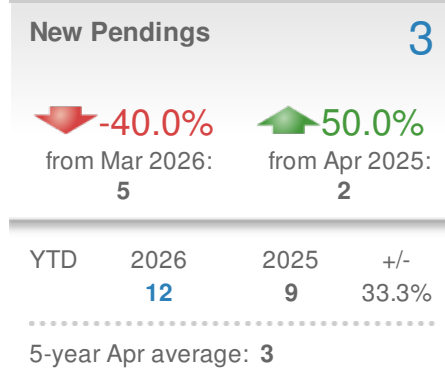 New Pendings 3
-40.0% 50.0%
from Mar 2026: from Apr 2025:
5 2
YTD 2026 2025 +/-
12 9 33.3%
5-year Apr average: 3